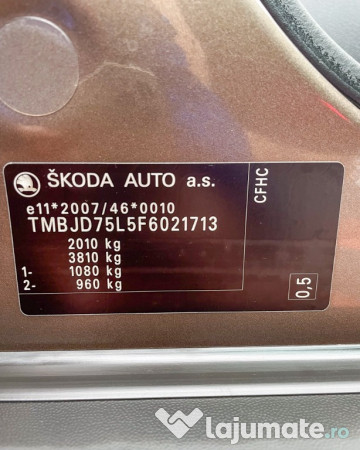 ŠKODA AUTO a.s.
e11*2007/46*0010
TMBJD75L5F6021713
2010 kg
3810 kg
1- 1080 kg
2- 960 kg
CFHC
0,5
lajumate.ro